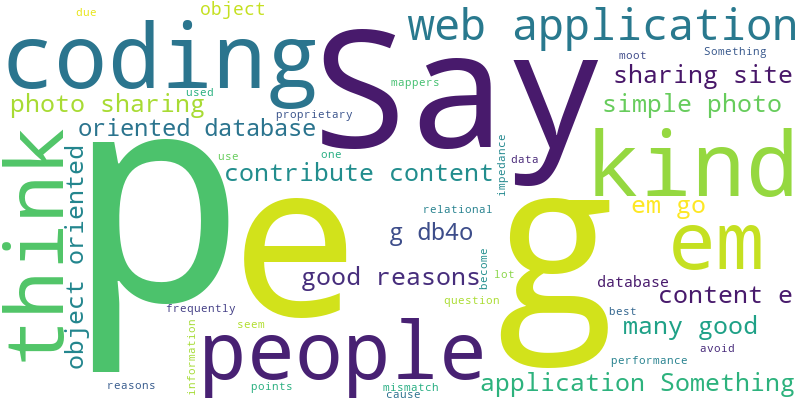 due
object
web application
coding
say
moot
Something
mappers
sharing site
used
photo sharing
proprietary
simple photo
oriented database
think
p
kind
use
one
data
contribute content
impedance
object oriented
e
g
relational
em go
em
g db4o
become
good reasons
lot
database
question
content e
frequently
best
information
seem
people
many good
avoid
performance
reasons
points
mismatch
cause
application Something